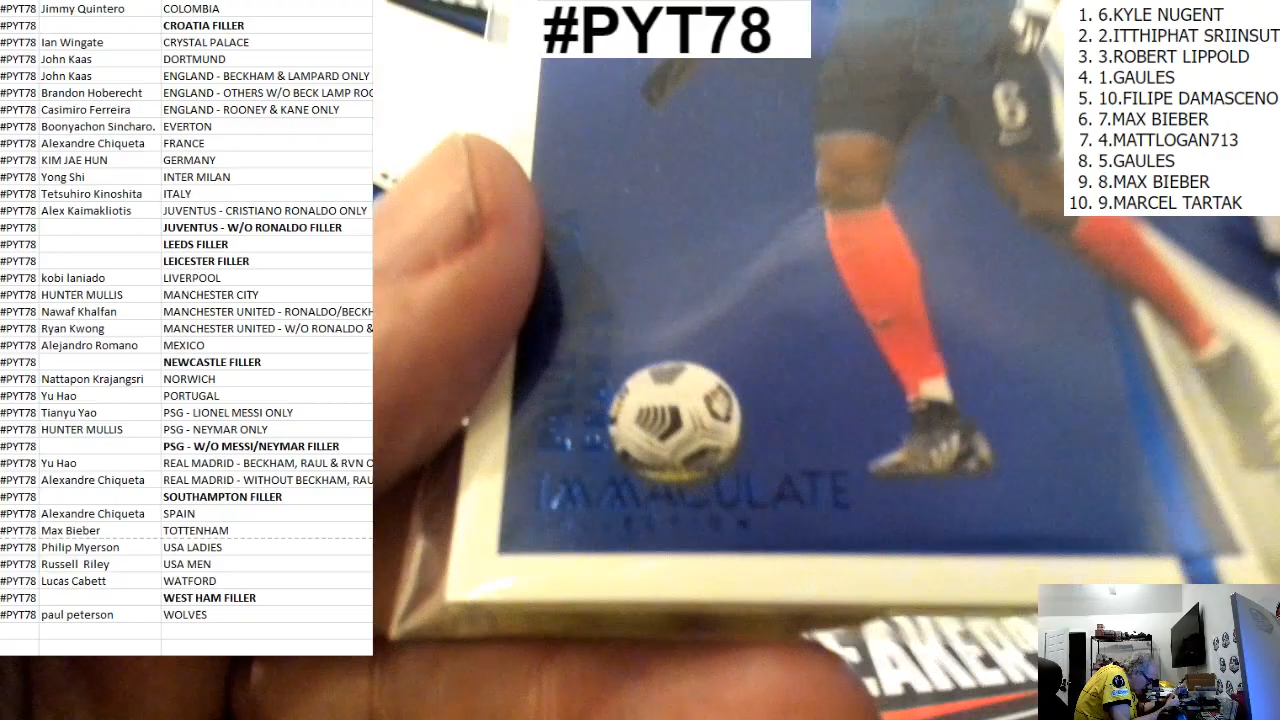 #PYT78 Jimmy Quintero COLOMBIA
#PYT78 CROATIA FILLER
#PYT78 Ian Wingate CRYSTAL PALACE
#PYT78 John Kaas DORTMUND
#PYT78 John Kaas ENGLAND - BECKHAM & LAMPARD ONLY
#PYT78 Brandon Hoberecht ENGLAND - OTHERS W/O BECK LAMP ROO
#PYT78 Casimiro Ferreira ENGLAND - ROONEY & KANE ONLY
#PYT78 Boonyachon Sincharo. EVERTON
#PYT78 Alexandre Chiqueta FRANCE
#PYT78 KIM JAE HUN GERMANY
#PYT78 Yong Shi INTER MILAN
#PYT78 Tetsuhiro Kinoshita ITALY
#PYT78 Alex Kaimakliotis JUVENTUS - CRISTIANO RONALDO ONLY
#PYT78 JUVENTUS - W/O RONALDO FILLER
#PYT78 LEEDS FILLER
#PYT78 LEICESTER FILLER
#PYT78 kobi laniado LIVERPOOL
#PYT78 HUNTER MULLIS MANCHESTER CITY
#PYT78 Nawaf Khalfan MANCHESTER UNITED - RONALDO/BECKH
#PYT78 Ryan Kwong MANCHESTER UNITED - W/O RONALDO &
#PYT78 Alejandro Romano MEXICO
#PYT78 NEWCASTLE FILLER
#PYT78 Nattapon Krajangsri NORWICH
#PYT78 Yu Hao PORTUGAL
#PYT78 Tianyu Yao PSG - LIONEL MESSI ONLY
#PYT78 HUNTER MULLIS PSG - NEYMAR ONLY
#PYT78 PSG - W/O MESSI/NEYMAR FILLER
#PYT78 Yu Hao REAL MADRID - BECKHAM, RAUL & RVN O
#PYT78 Alexandre Chiqueta REAL MADRID - WITHOUT BECKHAM, RAU
#PYT78 SOUTHAMPTON FILLER
#PYT78 Alexandre Chiqueta SPAIN
#PYT78 Max Bieber TOTTENHAM
#PYT78 Philip Myerson USA LADIES
#PYT78 Russell Riley USA MEN
#PYT78 Lucas Cabett WATFORD
#PYT78 WEST HAM FILLER
#PYT78 paul peterson WOLVES
#PYT78
1. 6.KYLE NUGENT
2. 2.ITTHIPHAT SRIINSUT
3. 3.ROBERT LIPPOLD
4. 1.GAULES
5. 10.FILIPE DAMASCENO
6. 7.MAX BIEBER
7. 4.MATTLOGAN713
8. 5.GAULES
9. 8.MAX BIEBER
10. 9.MARCEL TARTAK
6
IMMACULATE
EAKERS